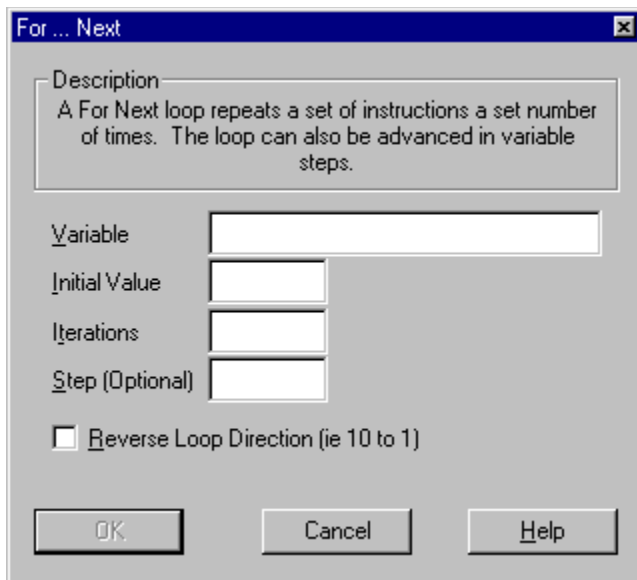 For ... Next
Description
A For Next loop repeats a set of instructions a set number
of times.  The loop can also be advanced in variable
steps.
Variable
Initial Value
Iterations
Step (Optional)
Reverse Loop Direction (ie 10 to 1)
OK
Cancel
Help